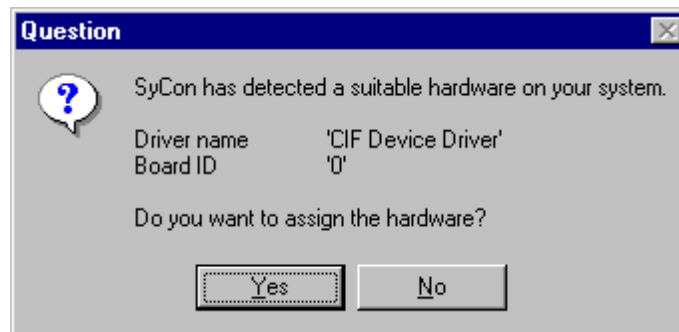 Question
?
SyCon has detected a suitable hardware on your system.
Driver name 'CIF Device Driver'
Board ID '0'
Do you want to assign the hardware?
Yes No